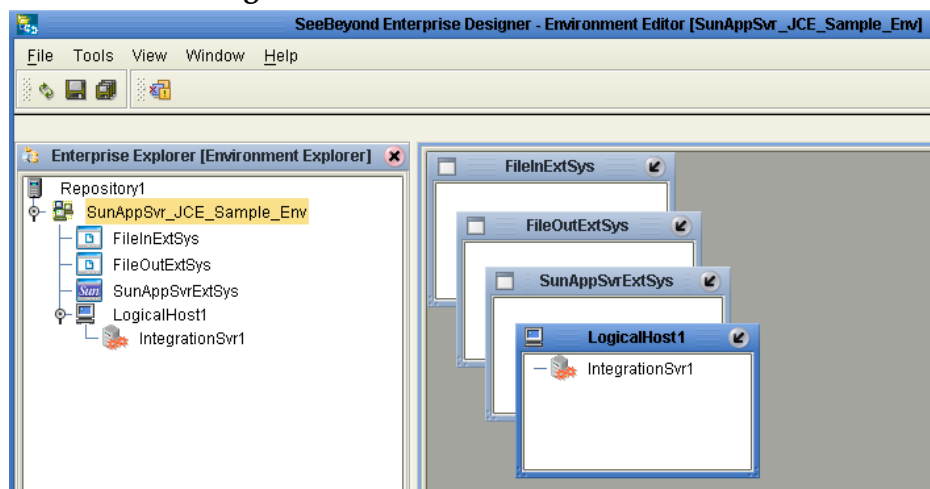 SeeBeyond Enterprise Designer - Environment Editor [SunAppSvr_JCE_Sample_Env]
File Tools View Window Help
Enterprise Explorer [Environment Explorer]
Repository1
SunAppSvr_JCE_Sample_Env
FileInExtSys
FileOutExtSys
Sun SunAppSvrExtSys
LogicalHost1
IntegrationSvr1
FileInExtSys
FileOutExtSys
SunAppSvrExtSys
LogicalHost1
IntegrationSvr1